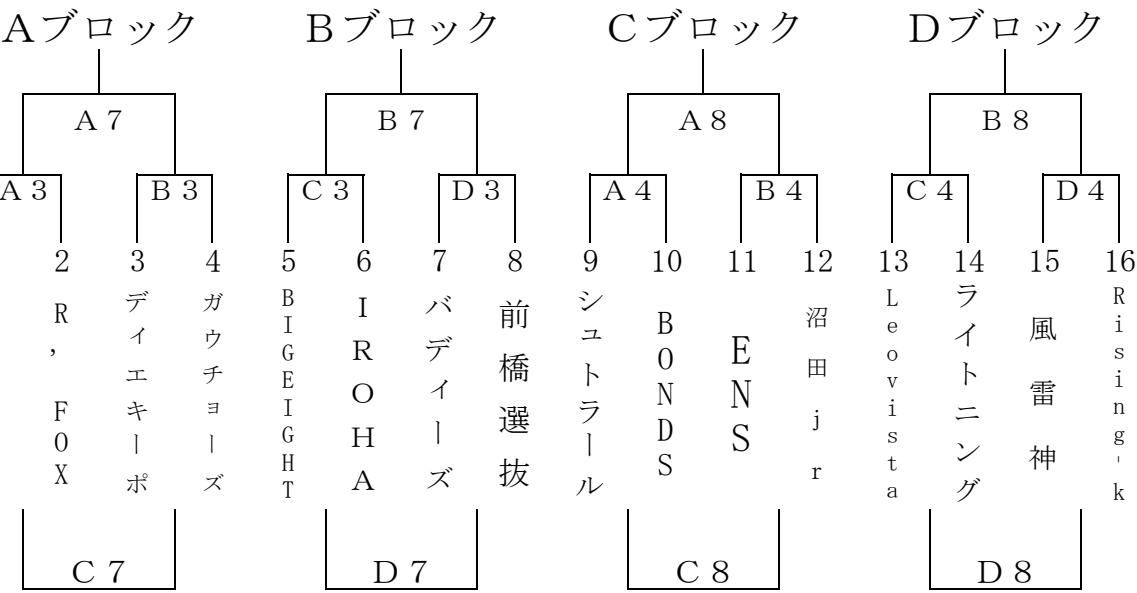 Aブロック
Bブロック
Cブロック
Dブロック
A7
B7
A8
B8
A3
B3
C3
D3
A4
B4
C4
D4
2
3
4
5
6
7
8
9
10
11
12
13
14
15
16
R, FOX
ディエキーポ
ガウチョーズ
BIGEIGHT
IROHA
バディーズ
前橋選抜
シュトラール
BONDS
ENS
沼田jr
Leovista
ライトニング
風雷神
Rising'k
C7
D7
C8
D8